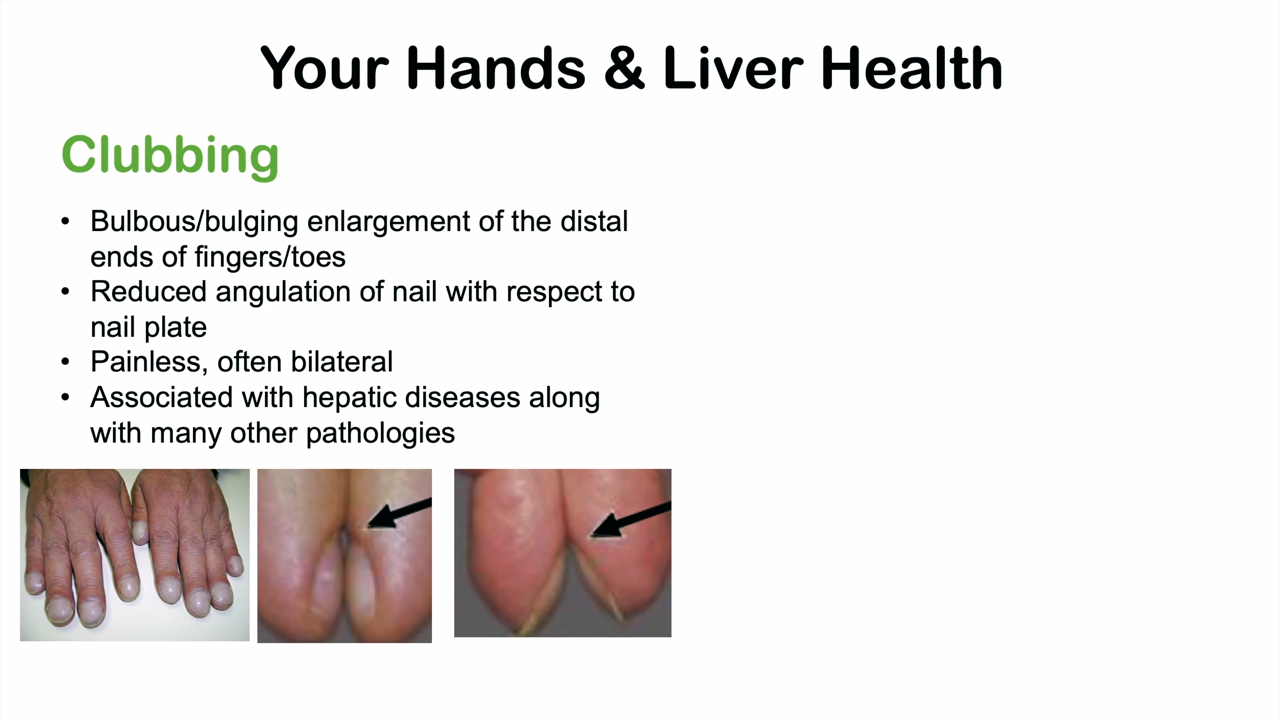 Your Hands & Liver Health
Clubbing
• Bulbous/bulging enlargement of the distal
ends of fingers/toes
• Reduced angulation of nail with respect to
nail plate
• Painless, often bilateral
• Associated with hepatic diseases along
with many other pathologies